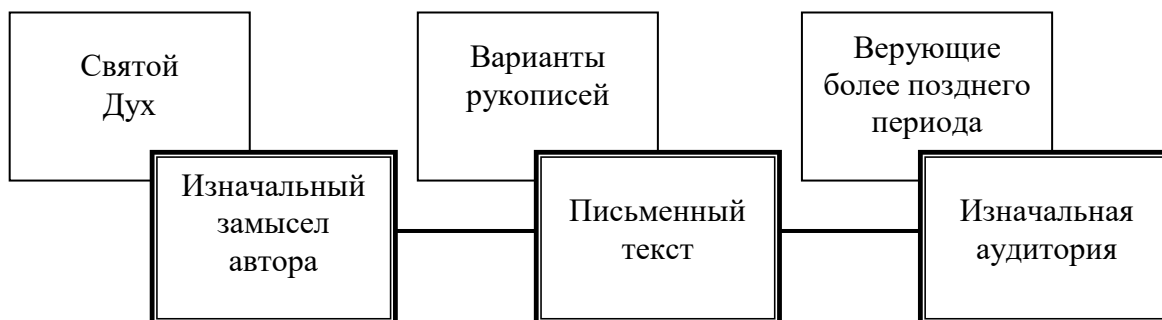 Святой
Дух
Варианты
рукописей
Верующие
более позднего
периода
Изначальный
замысел
автора
Письменный
текст
Изначальная
аудитория